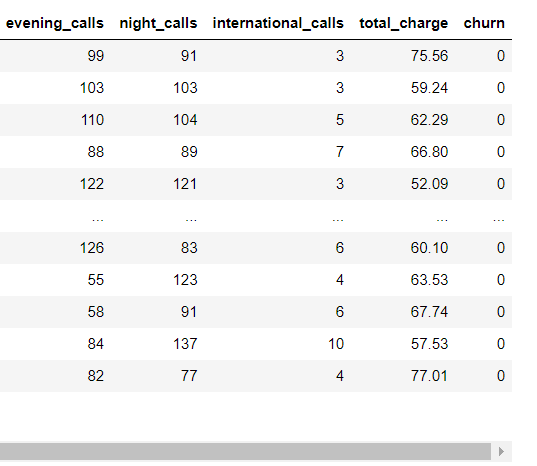 evening_calls night_calls international_calls total_charge churn
99 91 3 75.56 0
103 103 3 59.24 0
110 104 5 62.29 0
88 89 7 66.80 0
122 121 3 52.09 0
... ... ... ... ...
126 83 6 60.10 0
55 123 4 63.53 0
58 91 6 67.74 0
84 137 10 57.53 0
82 77 4 77.01 0